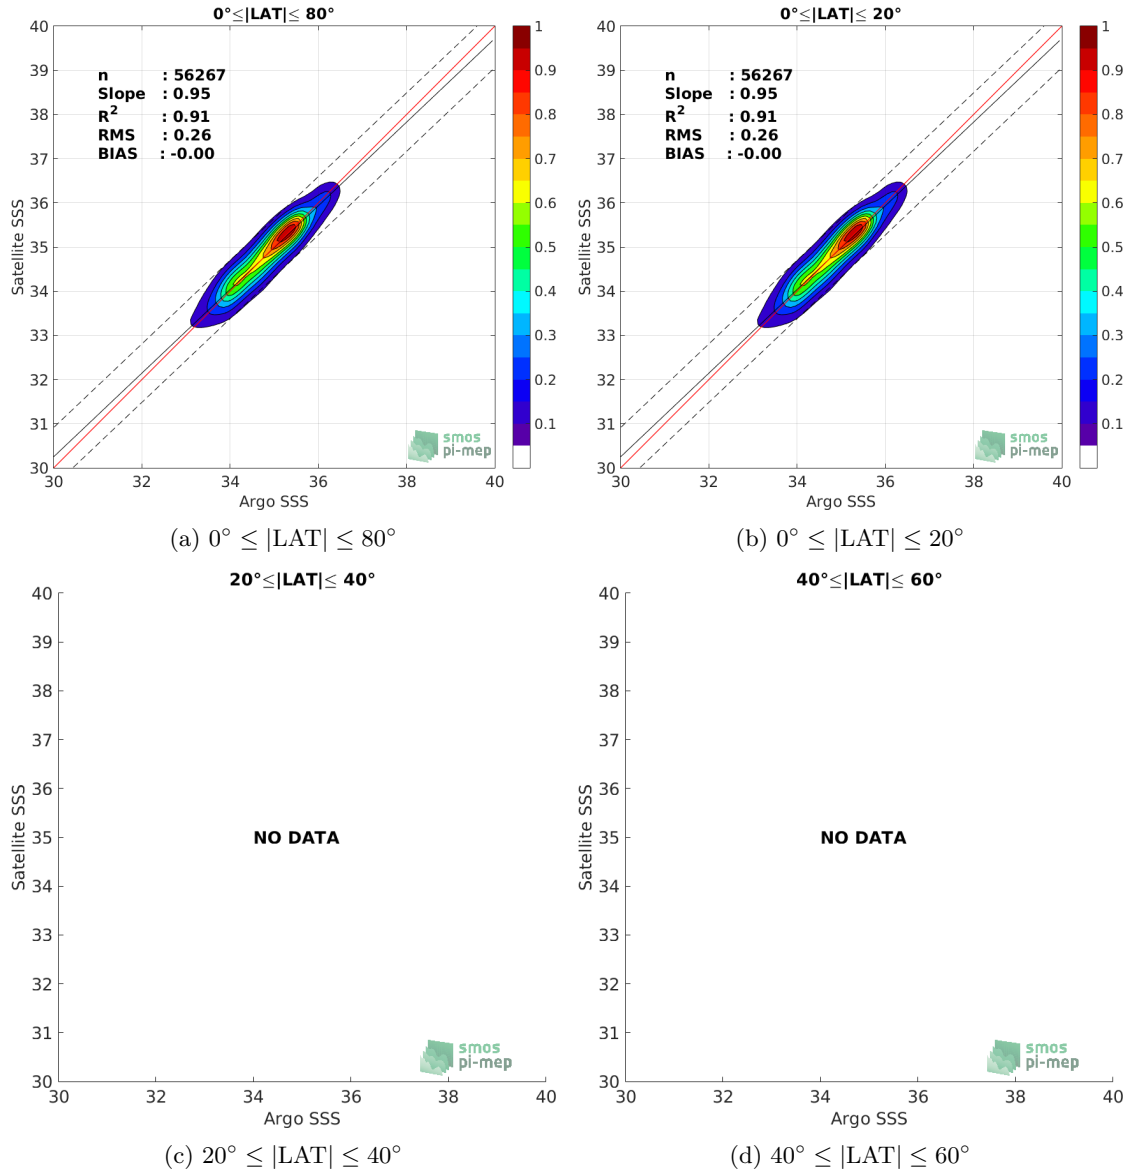 0°≤|LAT|≤ 80°
n : 56267
Slope : 0.95
R² : 0.91
RMS : 0.26
BIAS : -0.00
40
39
38
37
36
35
34
33
32
31
30
30 32 34 36 38 40
Satellite SSS
Argo SSS
1
0.9
0.8
0.7
0.6
0.5
0.4
0.3
0.2
0.1
smos
pi-mep
(a) 0° ≤ |LAT| ≤ 80°
0°≤|LAT|≤ 20°
n : 56267
Slope : 0.95
R² : 0.91
RMS : 0.26
BIAS : -0.00
40
39
38
37
36
35
34
33
32
31
30
30 32 34 36 38 40
Satellite SSS
Argo SSS
1
0.9
0.8
0.7
0.6
0.5
0.4
0.3
0.2
0.1
smos
pi-mep
(b) 0° ≤ |LAT| ≤ 20°
20°≤|LAT|≤ 40°
40
39
38
37
36
35
34
33
32
31
30
30 32 34 36 38 40
Satellite SSS
NO DATA
Argo SSS
smos
pi-mep
(c) 20° ≤ |LAT| ≤ 40°
40°≤|LAT|≤ 60°
40
39
38
37
36
35
34
33
32
31
30
30 32 34 36 38 40
Satellite SSS
NO DATA
Argo SSS
smos
pi-mep
(d) 40° ≤ |LAT| ≤ 60°